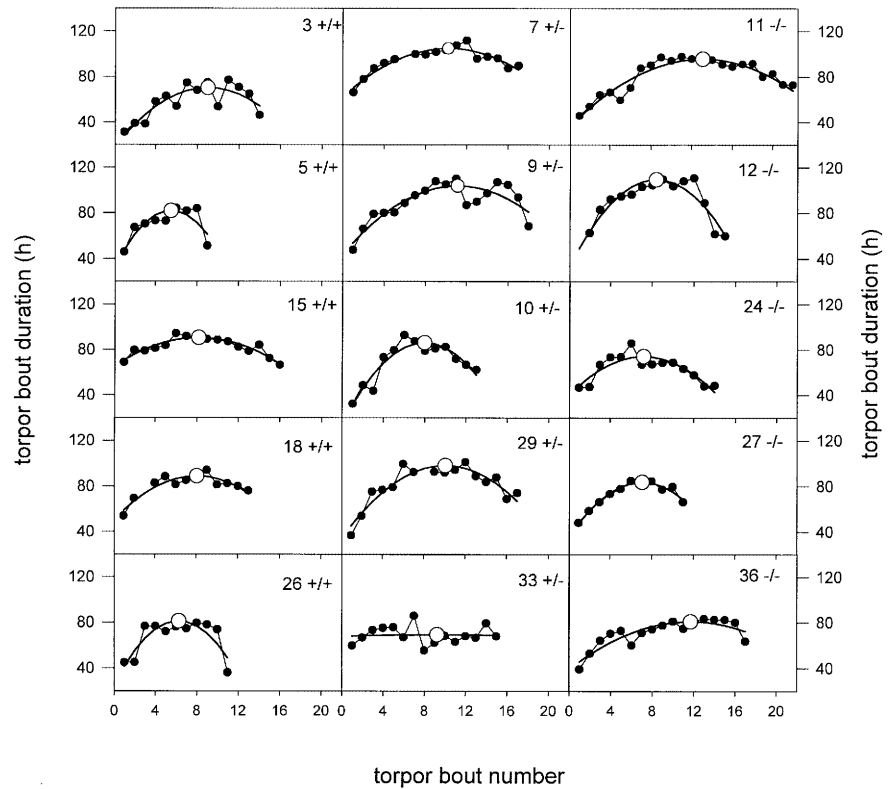 120 3 +/+ 7 +/- 11 -/- 120
80 80
40 40
120 5 +/+ 9 +/- 12 -/- 120
80 80
40 40
120 15 +/+ 10 +/- 24 -/- 120
80 80
40 40
120 18 +/+ 29 +/- 27 -/- 120
80 80
40 40
120 26 +/+ 33 +/- 36 -/- 120
80 80
40 40
0 4 8 12 16 20 0 4 8 12 16 20 0 4 8 12 16 20
torpor bout duration (h)
torpor bout duration (h)
torpor bout number